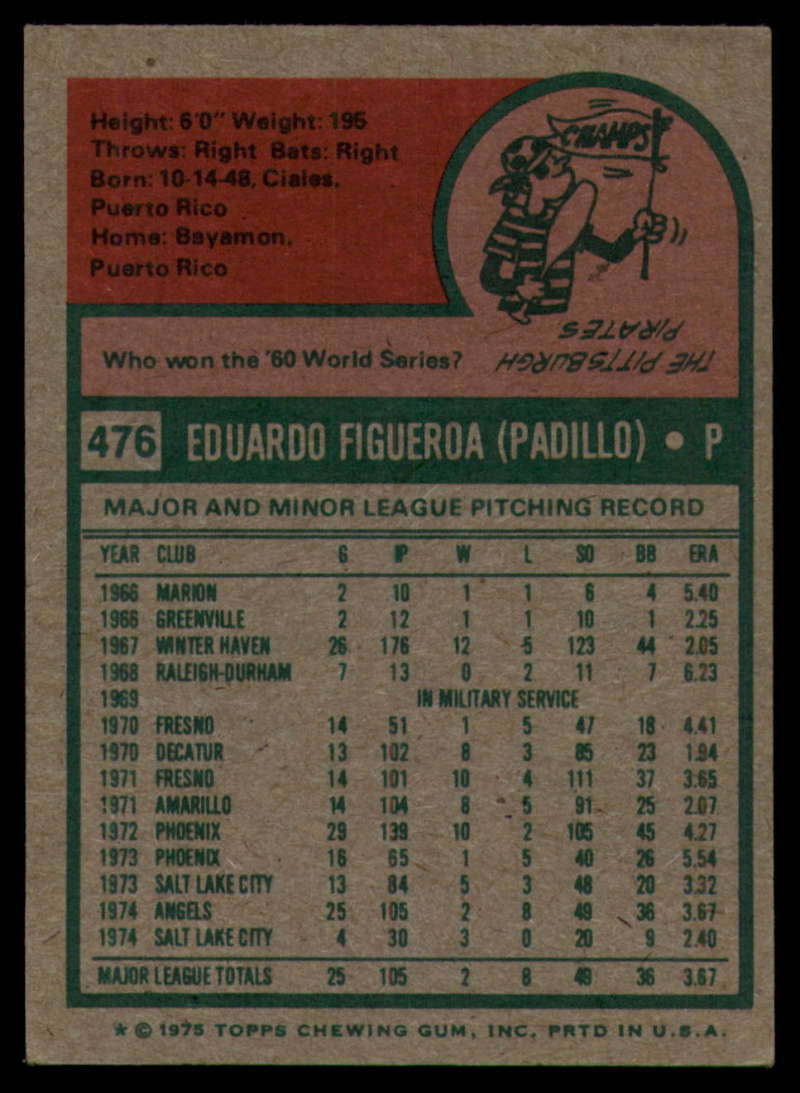 Height: 6'0" Weight: 195
Throws: Right Bats: Right
Born: 10-14-48, Ciales,
Puerto Rico
Home: Bayamon,
Puerto Rico
CHAMPS
Who won the '60 World Series?
THE PITTSBURGH
PIRATES
476 EDUARDO FIGUEROA (PADILLO) • P
MAJOR AND MINOR LEAGUE PITCHING RECORD
YEAR CLUB G IP W L SO BB ERA
1966 MARION 2 10 1 1 6 4 5.40
1966 GREENVILLE 2 12 1 1 10 1 2.25
1967 WINTER HAVEN 26 176 12 5 123 44 2.05
1968 RALEIGH-DURHAM 7 13 0 2 11 7 6.23
1969 IN MILITARY SERVICE
1970 FRESNO 14 51 1 5 47 18 4.41
1970 DECATUR 13 102 8 3 85 23 1.94
1971 FRESNO 14 101 10 4 111 37 3.65
1971 AMARILLO 14 104 8 5 91 25 2.07
1972 PHOENIX 29 139 10 2 105 45 4.27
1973 PHOENIX 16 65 1 5 40 26 5.54
1973 SALT LAKE CITY 13 84 5 3 48 20 3.32
1974 ANGELS 25 105 2 8 49 36 3.67
1974 SALT LAKE CITY 4 30 3 0 20 9 2.40
MAJOR LEAGUE TOTALS 25 105 2 8 49 36 3.67
* © 1975 TOPPS CHEWING GUM, INC. PRTD IN U.S.A.